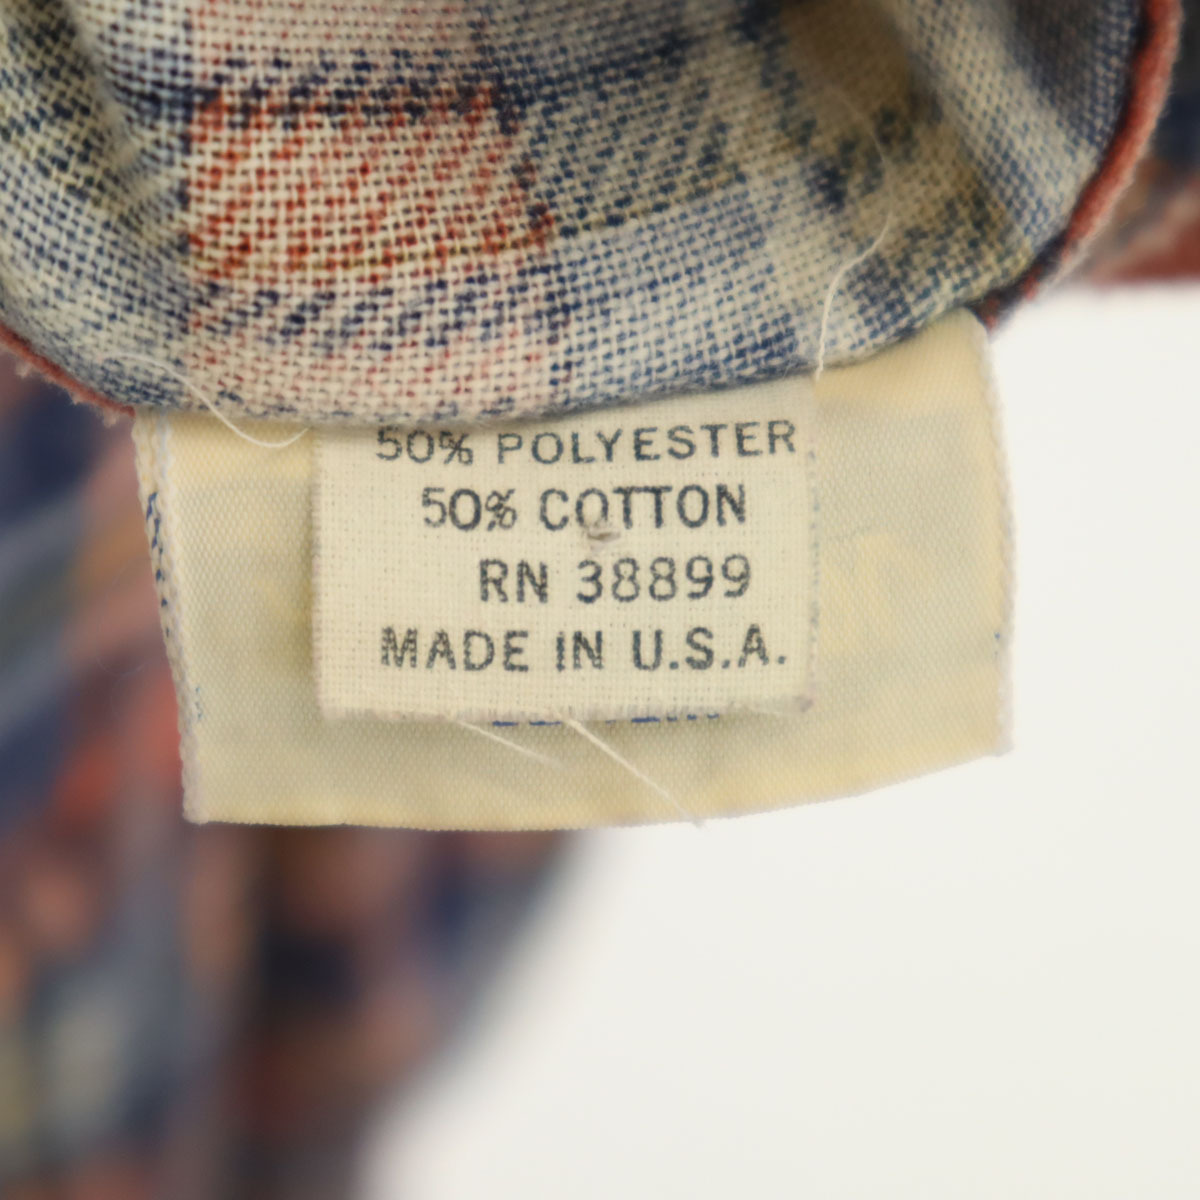 50% POLYESTER
50% COTTON
RN 38899
MADE IN U.S.A.